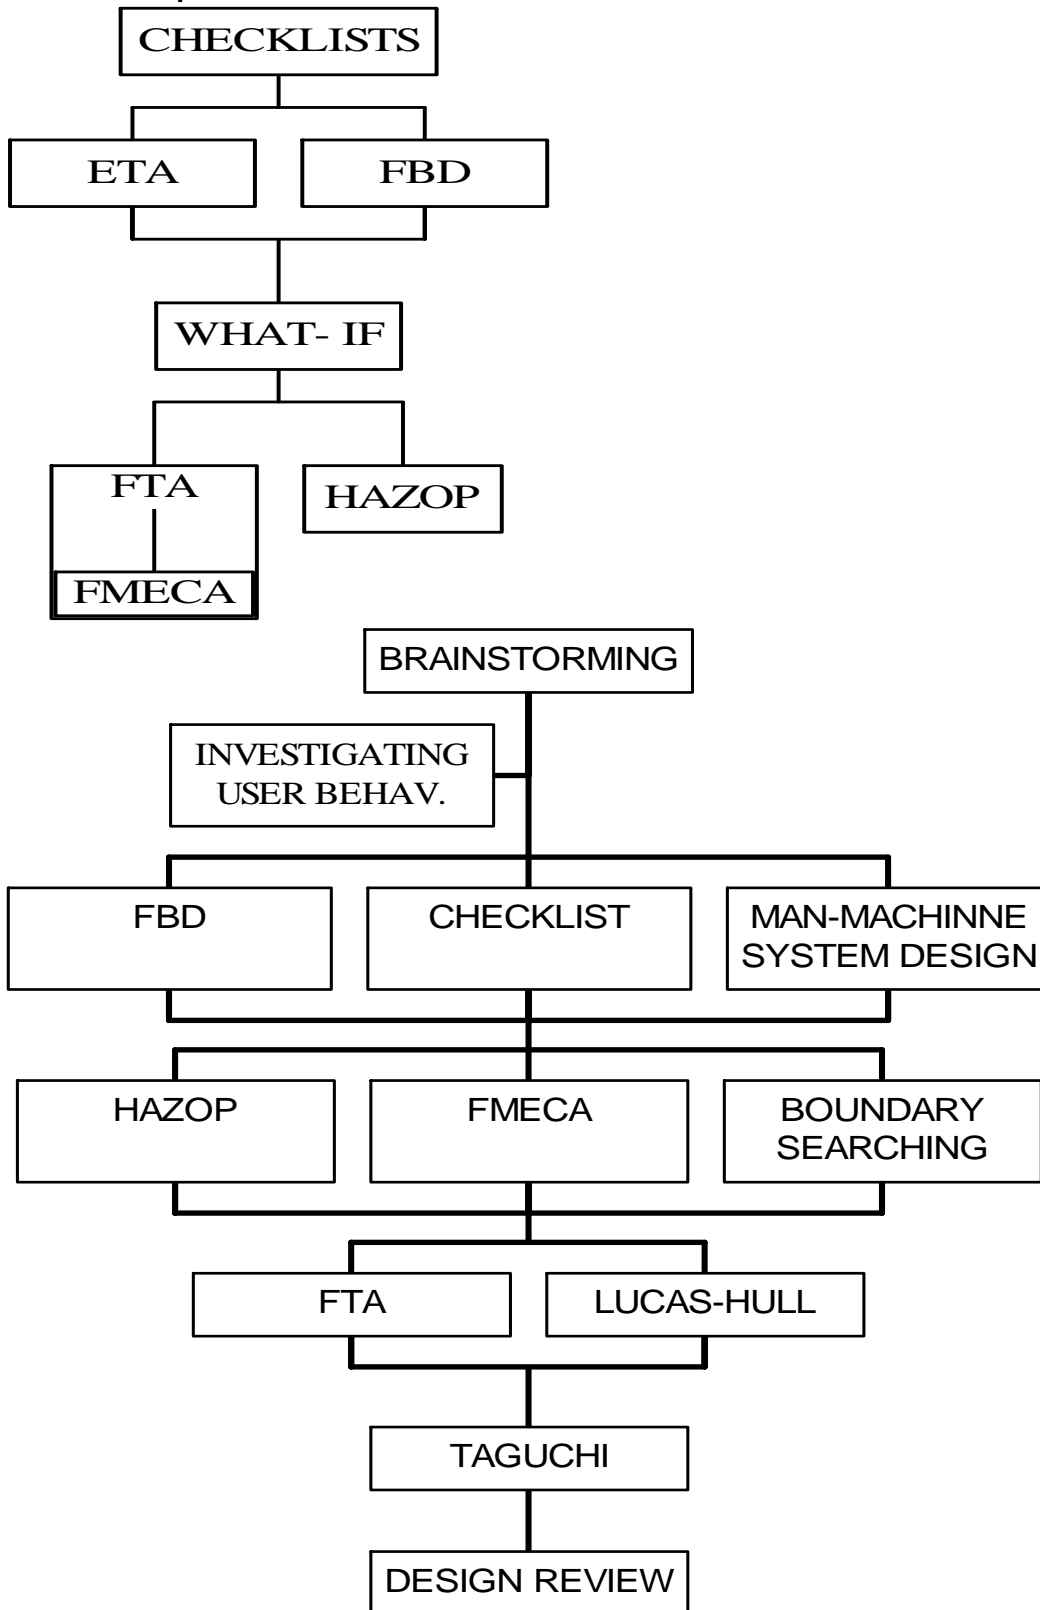 CHECKLISTS
ETA
FBD
WHAT- IF
FTA
HAZOP
FMECA
BRAINSTORMING
INVESTIGATING
USER BEHAV.
FBD
CHECKLIST
MAN-MACHINNE
SYSTEM DESIGN
HAZOP
FMECA
BOUNDARY
SEARCHING
FTA
LUCAS-HULL
TAGUCHI
DESIGN REVIEW